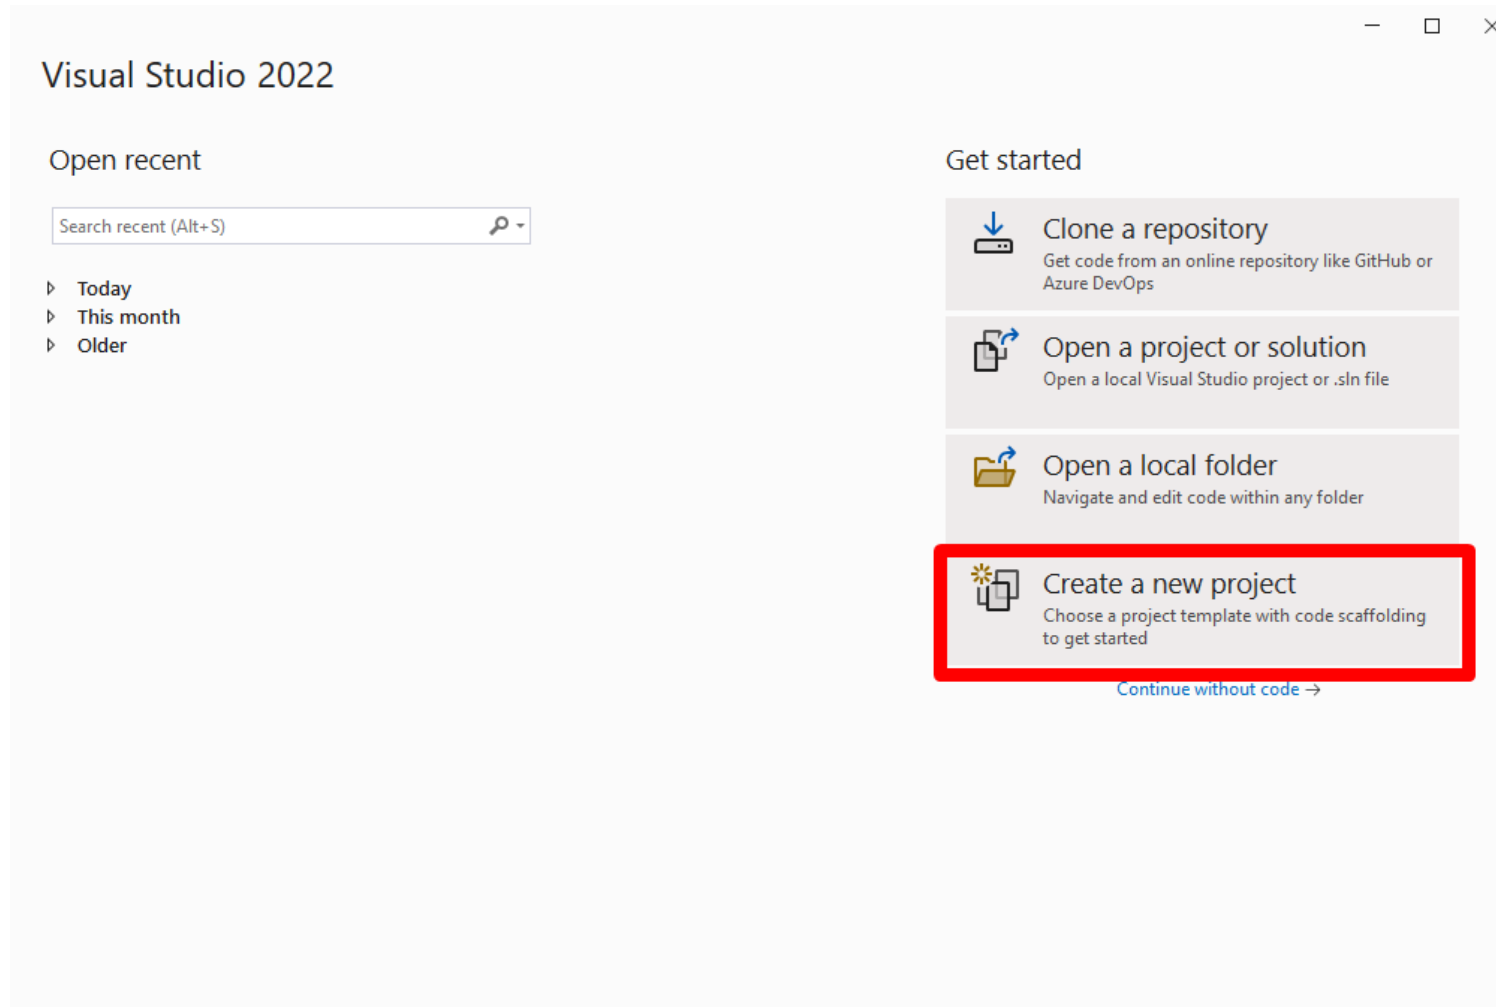 Visual Studio 2022
Open recent
Search recent (Alt+S)
Today
This month
Older
Get started
Clone a repository
Get code from an online repository like GitHub or
Azure DevOps
Open a project or solution
Open a local Visual Studio project or .sln file
Open a local folder
Navigate and edit code within any folder
Create a new project
Choose a project template with code scaffolding
to get started
Continue without code →